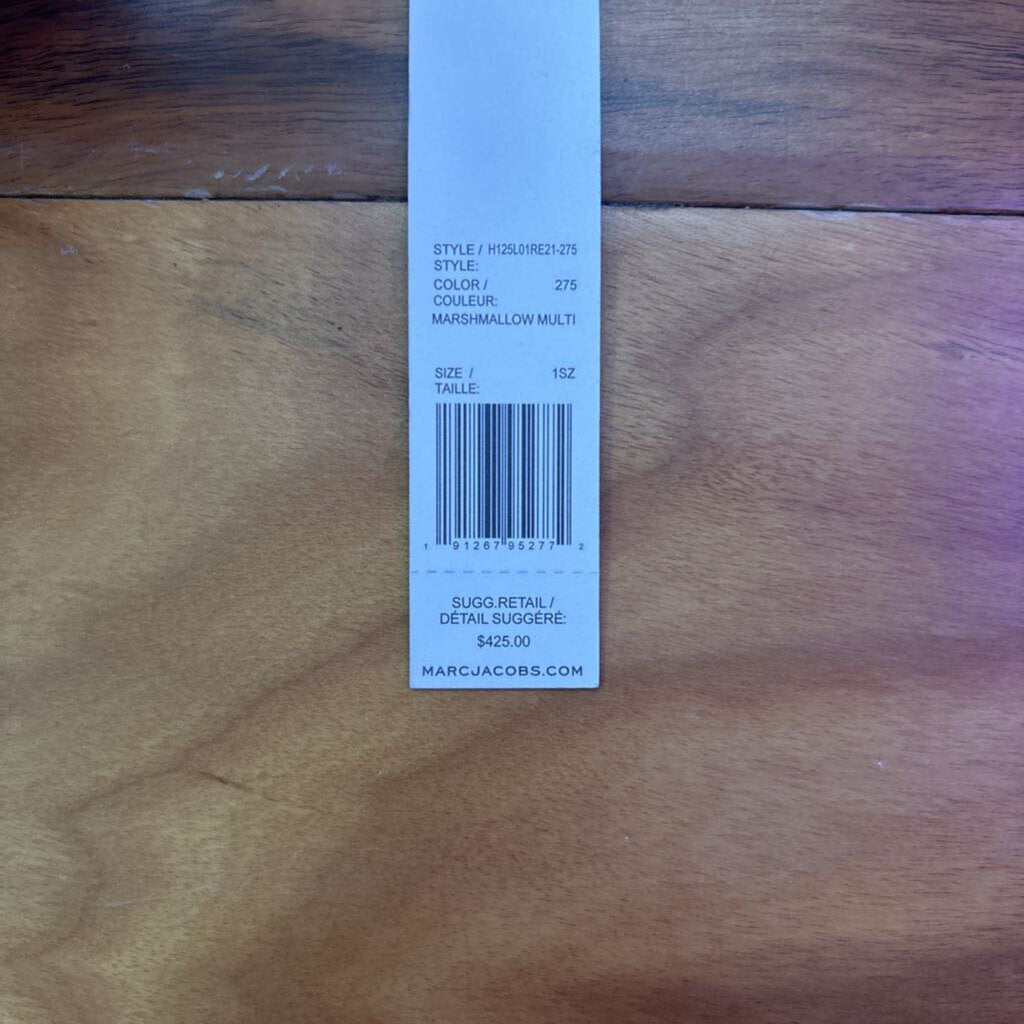 STYLE / H125L01RE21-275
STYLE:
COLOR / 275
COULEUR:
MARSHMALLOW MULTI
SIZE / 1SZ
TAILLE:
1 91267 95277 2
SUGG.RETAIL /
DÉTAIL SUGGÉRÉ:
$425.00
MARCJACOBS.COM